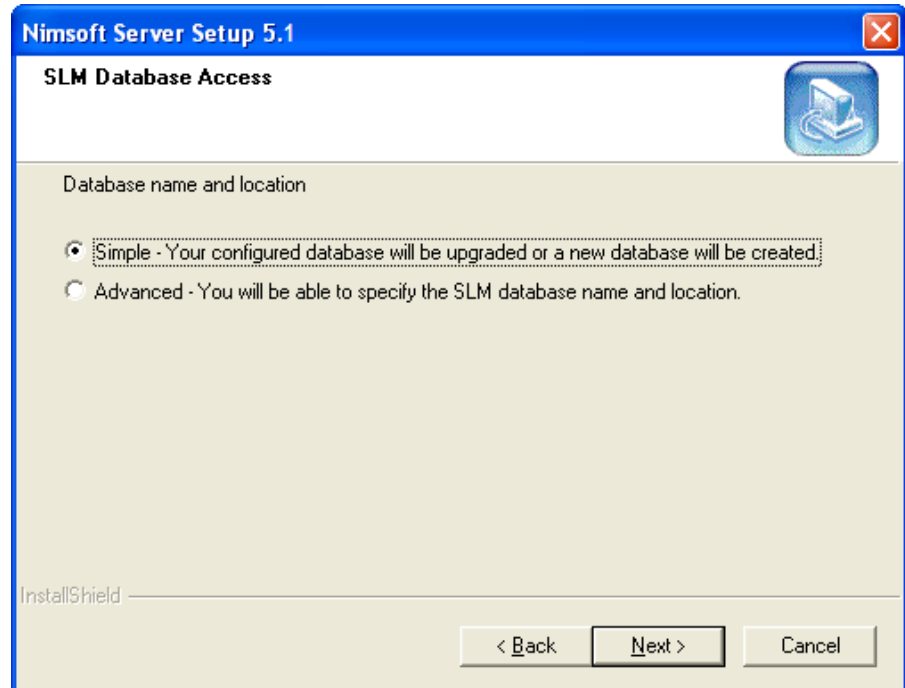 Nimsoft Server Setup 5.1
SLM Database Access
Database name and location
Simple - Your configured database will be upgraded or a new database will be created.
Advanced - You will be able to specify the SLM database name and location.
InstallShield
< Back Next > Cancel